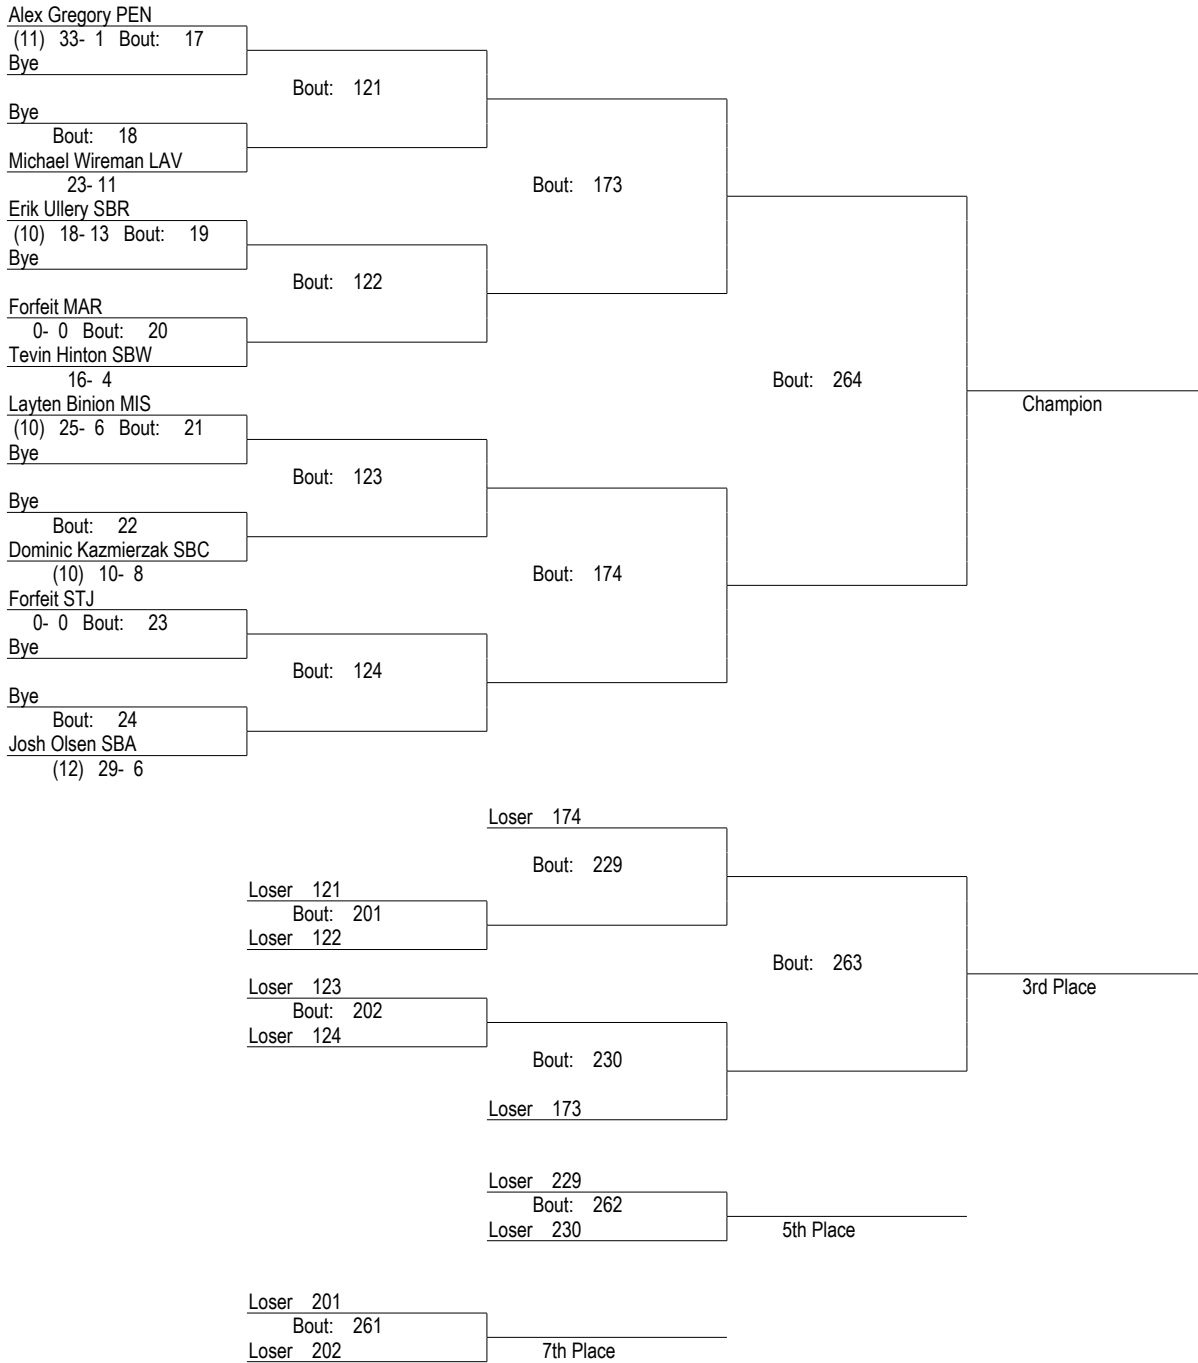 Alex Gregory PEN
(11) 33- 1 Bout: 17
Bye
Bout: 121
Bye
Bout: 18
Michael Wireman LAV
23- 11
Bout: 173
Erik Ullery SBR
(10) 18- 13 Bout: 19
Bye
Bout: 122
Forfeit MAR
0- 0 Bout: 20
Tevin Hinton SBW
16- 4
Bout: 264
Layten Binion MIS
Champion
(10) 25- 6 Bout: 21
Bye
Bout: 123
Bye
Bout: 22
Dominic Kazmierzak SBC
(10) 10- 8
Bout: 174
Forfeit STJ
0- 0 Bout: 23
Bye
Bout: 124
Bye
Bout: 24
Josh Olsen SBA
(12) 29- 6
Loser 174
Bout: 229
Loser 121
Bout: 201
Loser 122
Bout: 263
Loser 123
3rd Place
Bout: 202
Loser 124
Bout: 230
Loser 173
Loser 229
Bout: 262
Loser 230
5th Place
Loser 201
Bout: 261
Loser 202
7th Place